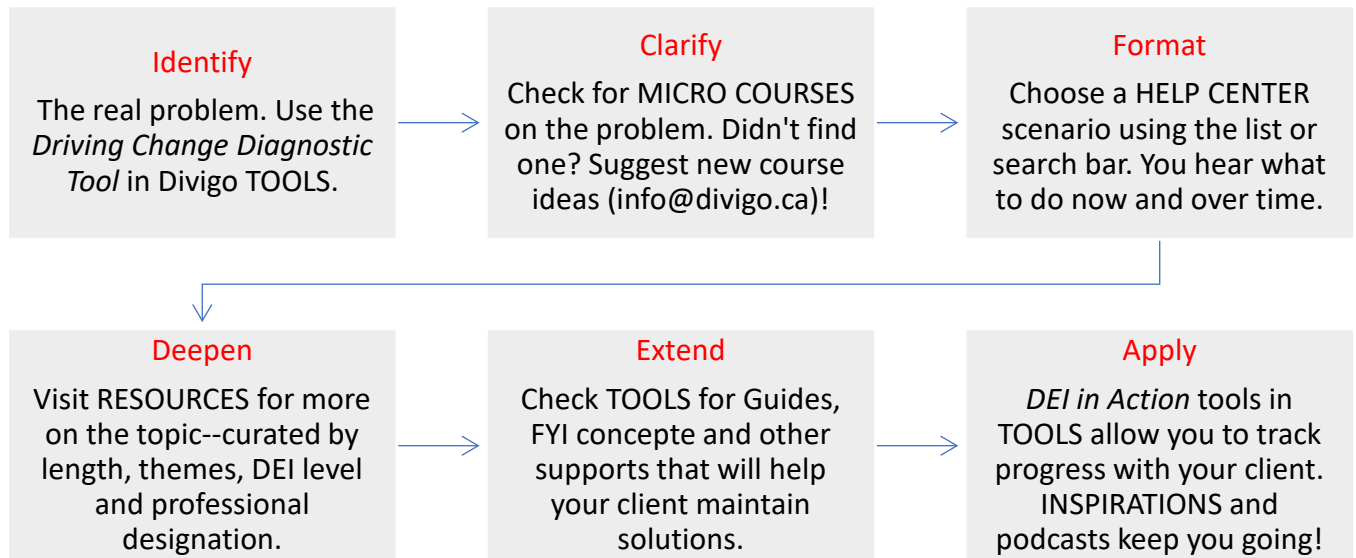 Identify
The real problem. Use the
Driving Change Diagnostic
Tool in Divigo TOOLS.
Clarify
Check for MICRO COURSES
on the problem. Didn't find
one? Suggest new course
ideas (info@divigo.ca)!
Format
Choose a HELP CENTER
scenario using the list or
search bar. You hear what
to do now and over time.
Deepen
Visit RESOURCES for more
on the topic--curated by
length, themes, DEI level
and professional
designation.
Extend
Check TOOLS for Guides,
FYI concepte and other
supports that will help
your client maintain
solutions.
Apply
DEI in Action tools in
TOOLS allow you to track
progress with your client.
INSPIRATIONS and
podcasts keep you going!